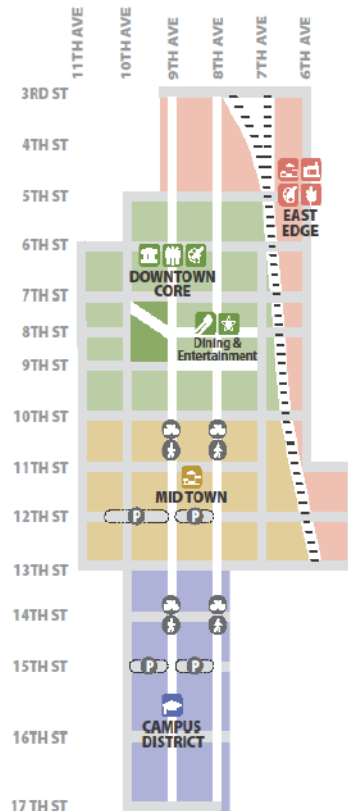 11TH AVE
10TH AVE
9TH AVE
8TH AVE
7TH AVE
6TH AVE
3RD ST
4TH ST
5TH ST
EAST
EDGE
6TH ST
DOWNTOWN
CORE
7TH ST
8TH ST
Dining &
Entertainment
9TH ST
10TH ST
11TH ST
MIDTOWN
12TH ST
P
P
13TH ST
14TH ST
15TH ST
P
P
CAMPUS
DISTRICT
16TH ST
17TH ST